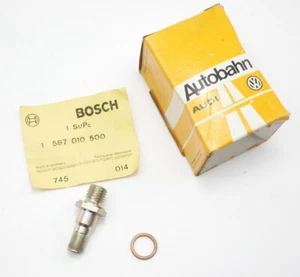 BOSCH
1 St/Pc
1 587 010 500
745 014
Autobahn
AUDI